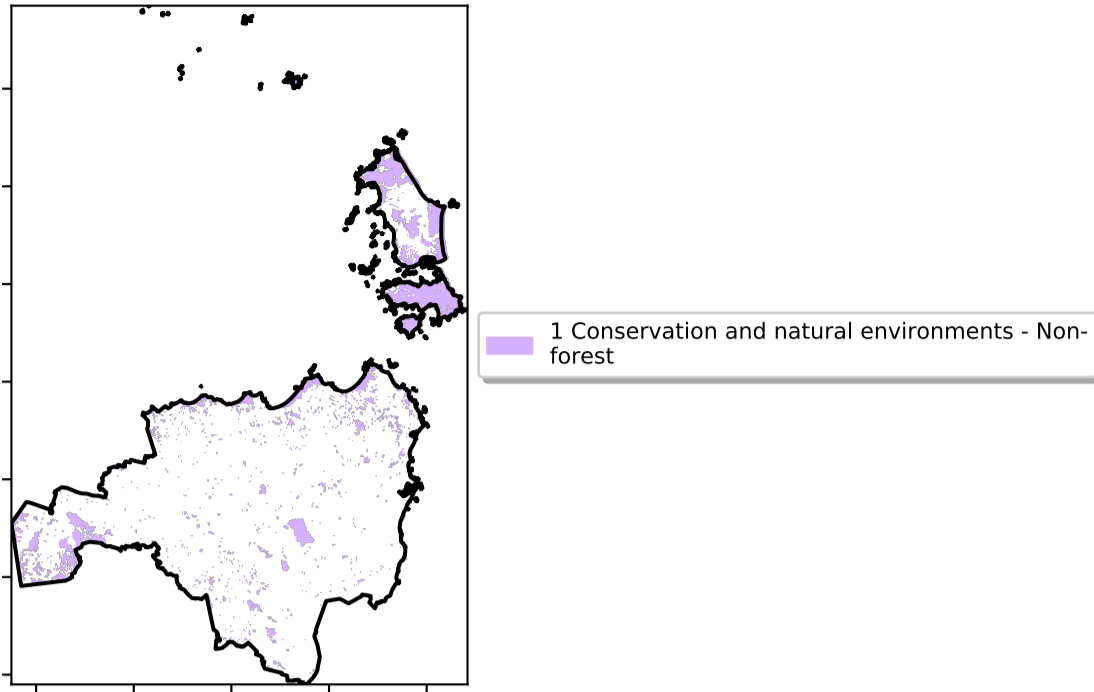 1 Conservation and natural environments - Non-
forest